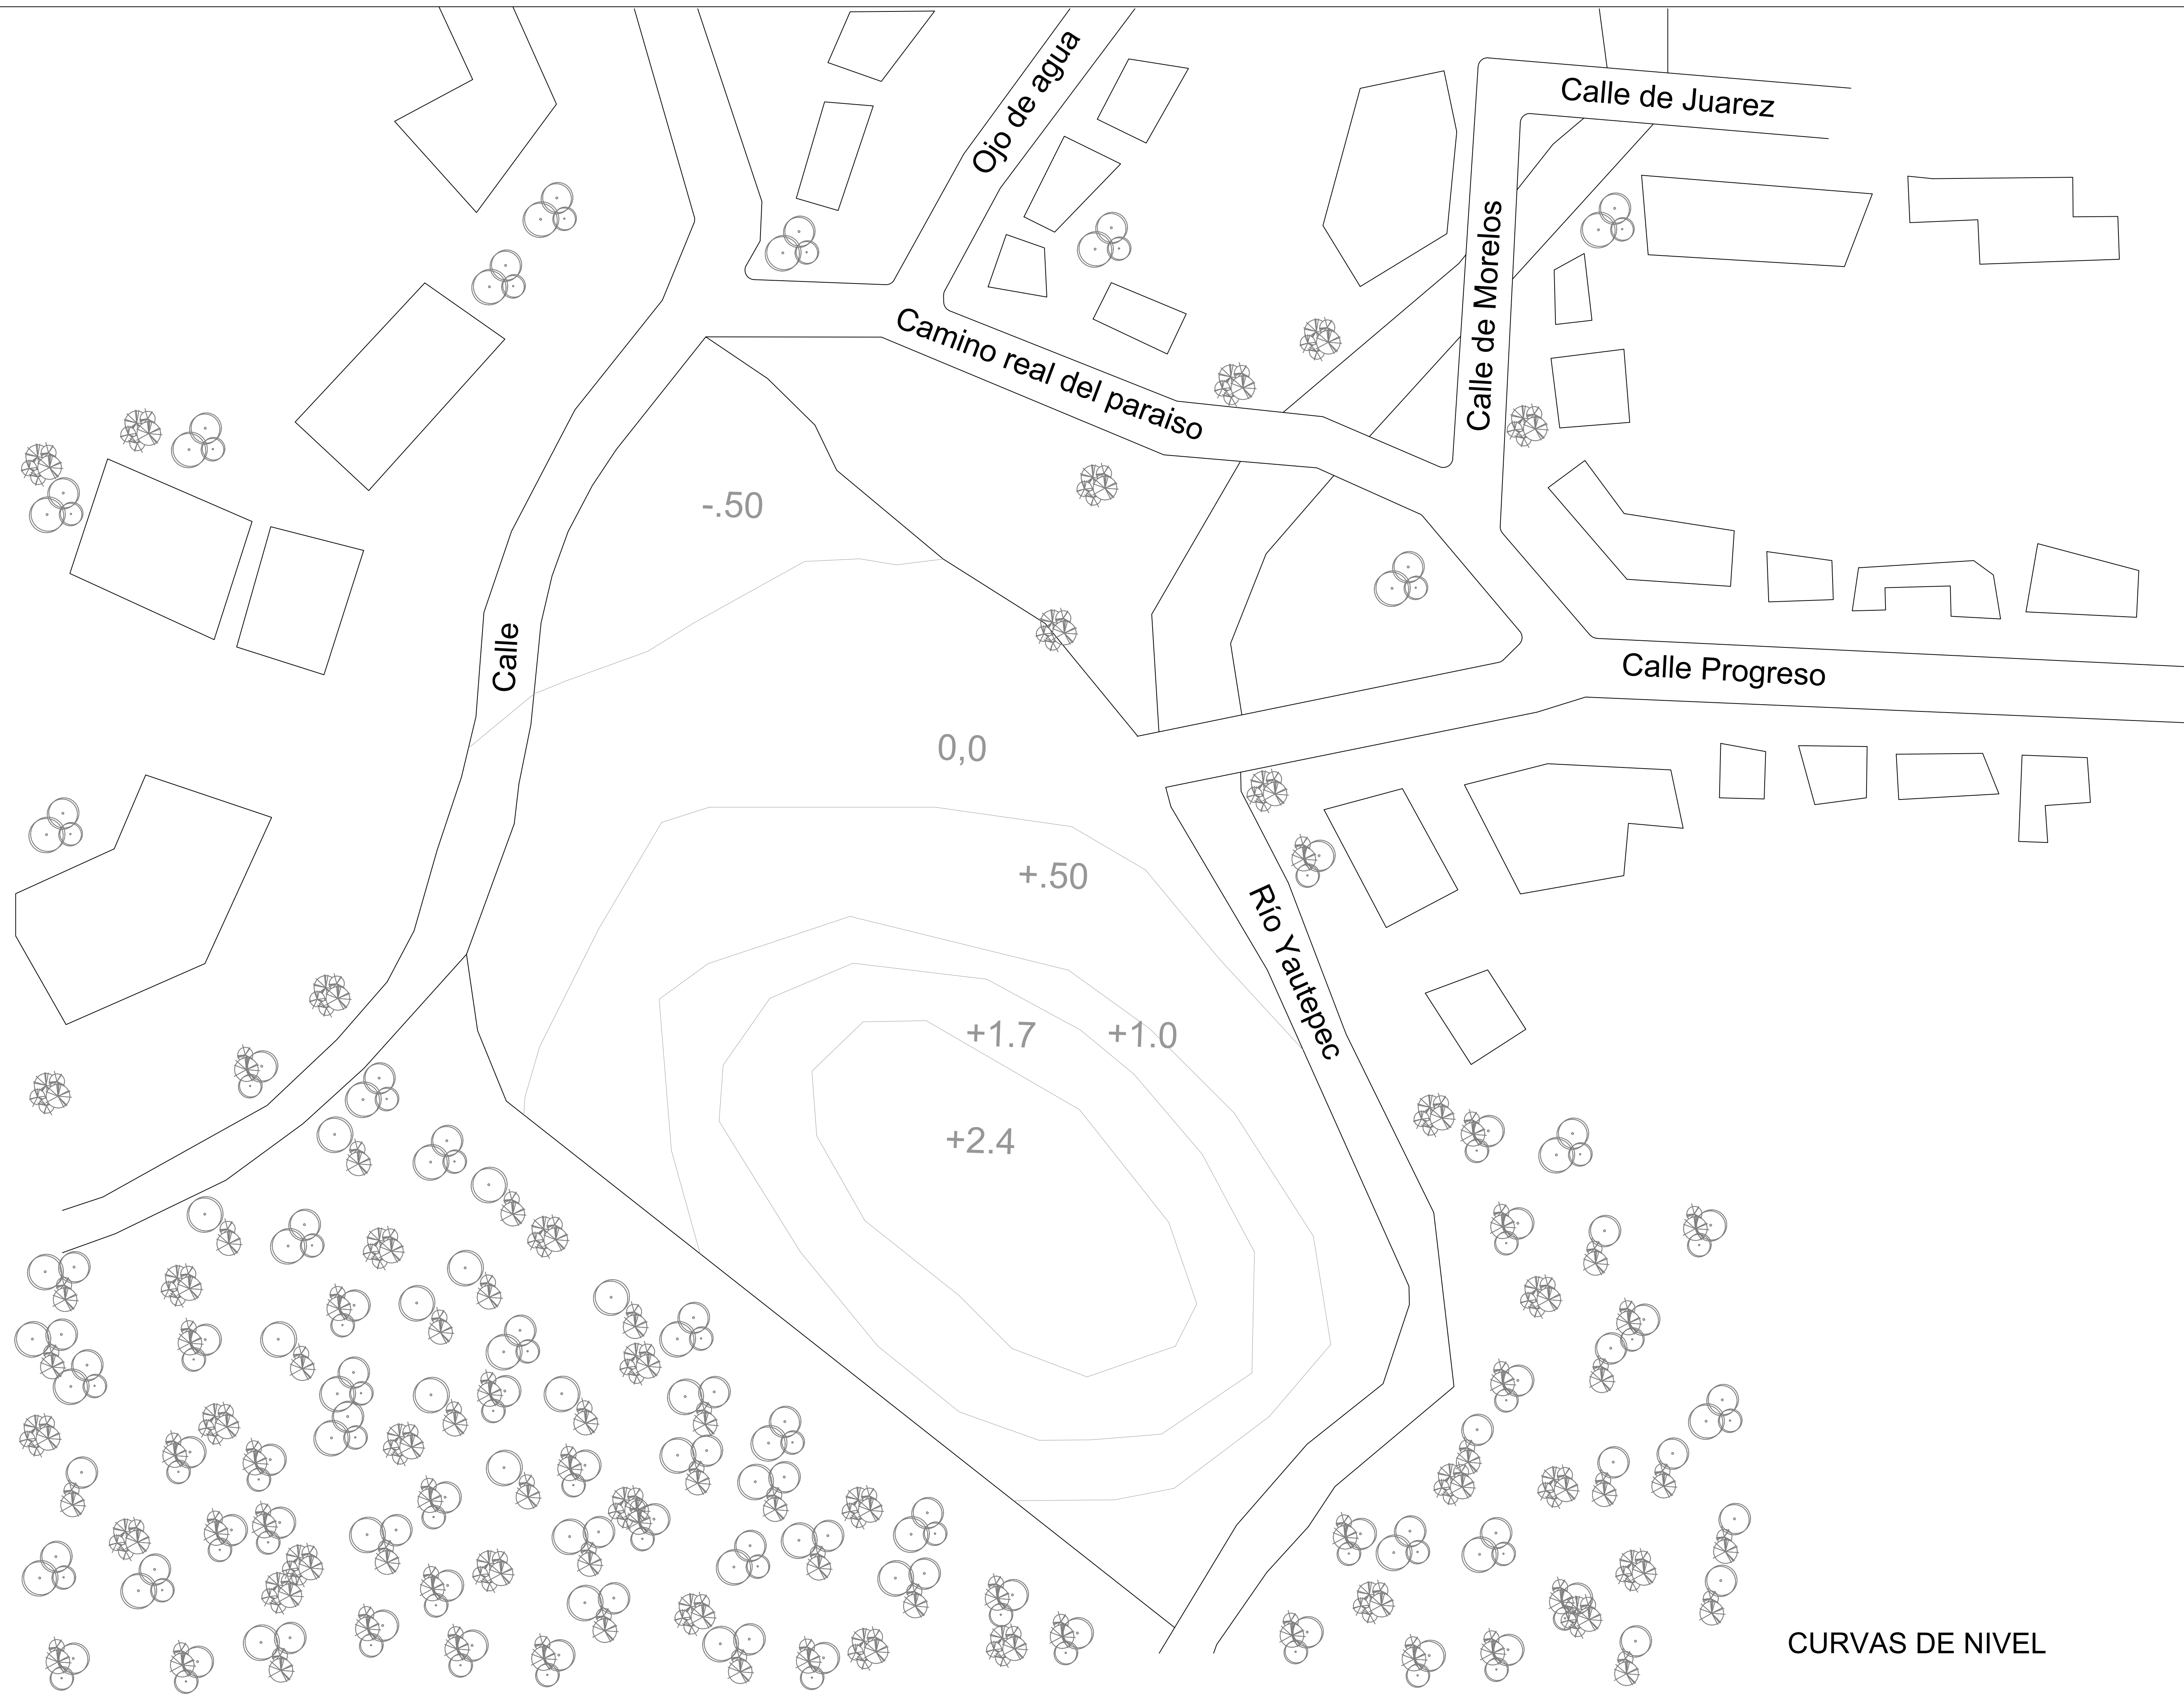 Ojo de agua
Calle de Juarez
Calle de Morelos
Camino real del paraiso
-.50
Calle
Calle Progreso
0,0
+.50
Río Yautepec
+1.7
+1.0
+2.4
CURVAS DE NIVEL